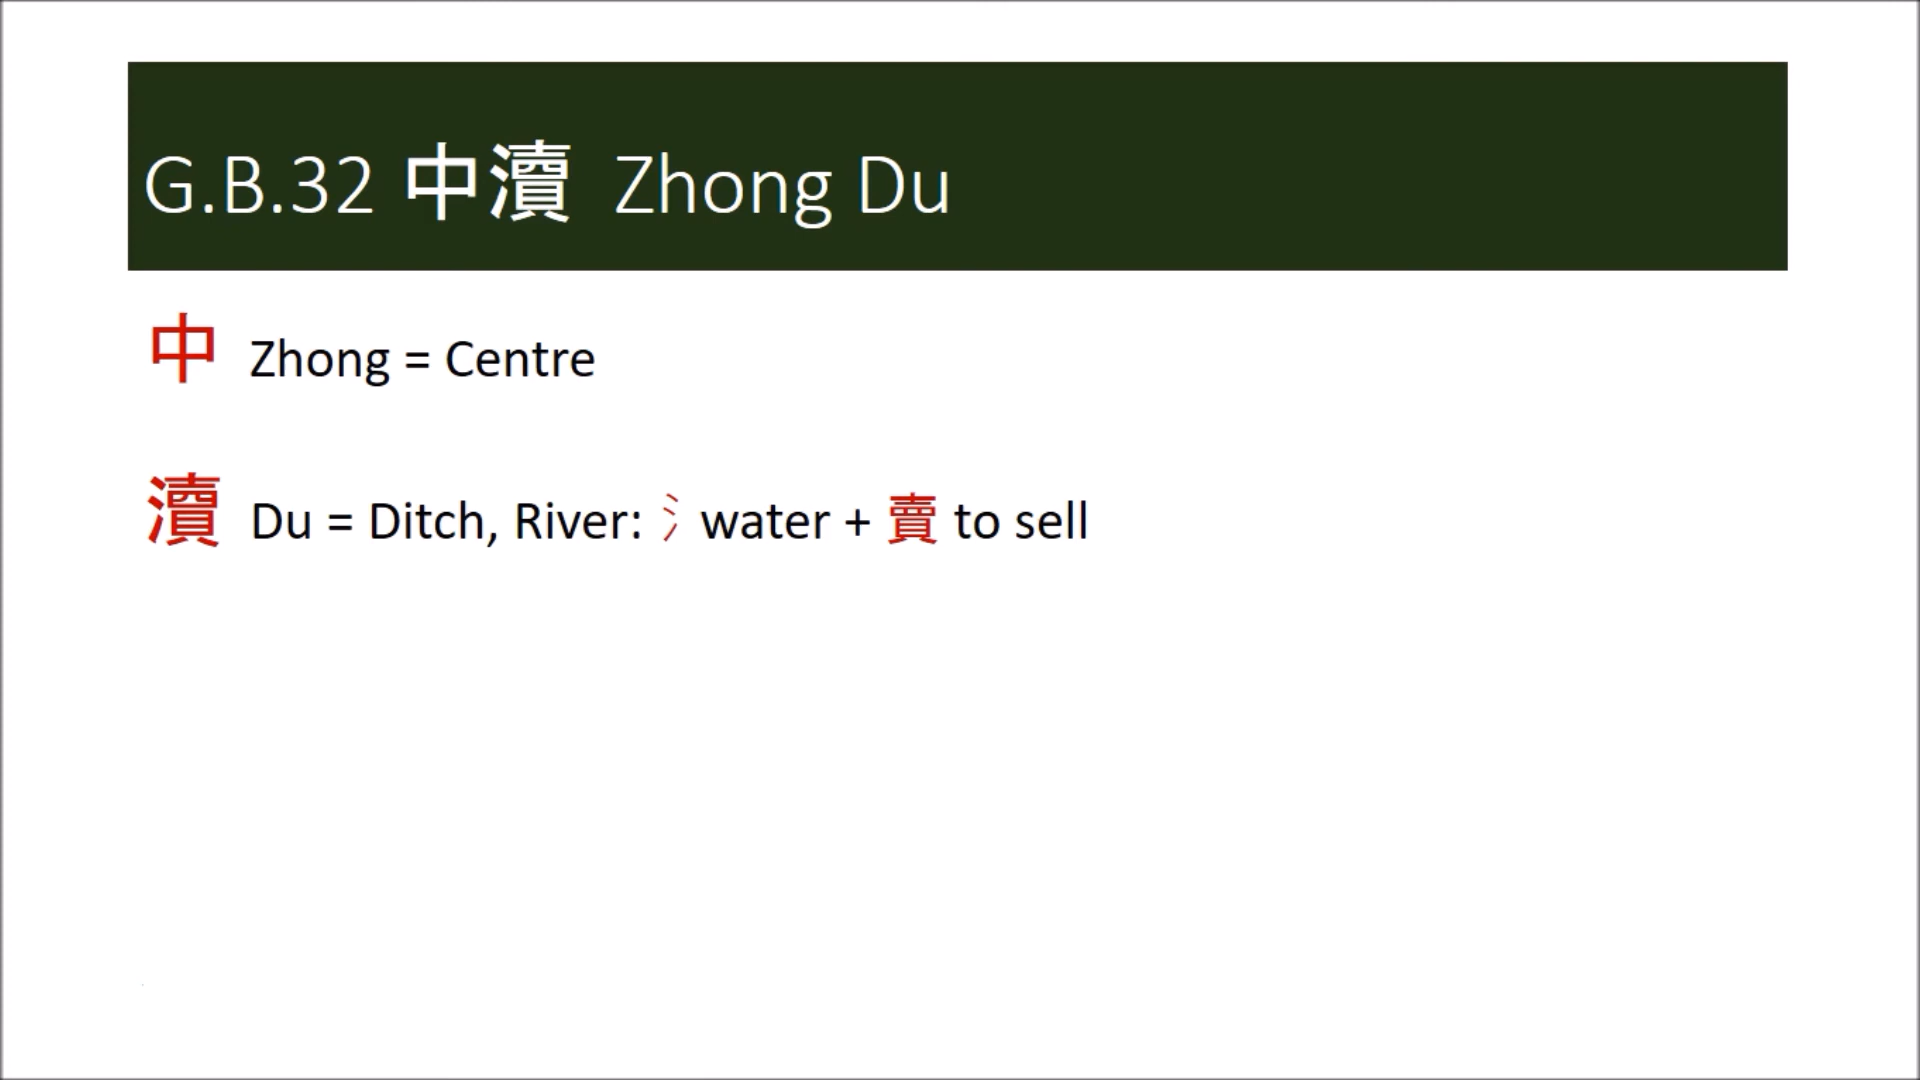 G.B.32 中瀆 Zhong Du
中 Zhong = Centre
瀆 Du = Ditch, River: 氵water + 賣 to sell